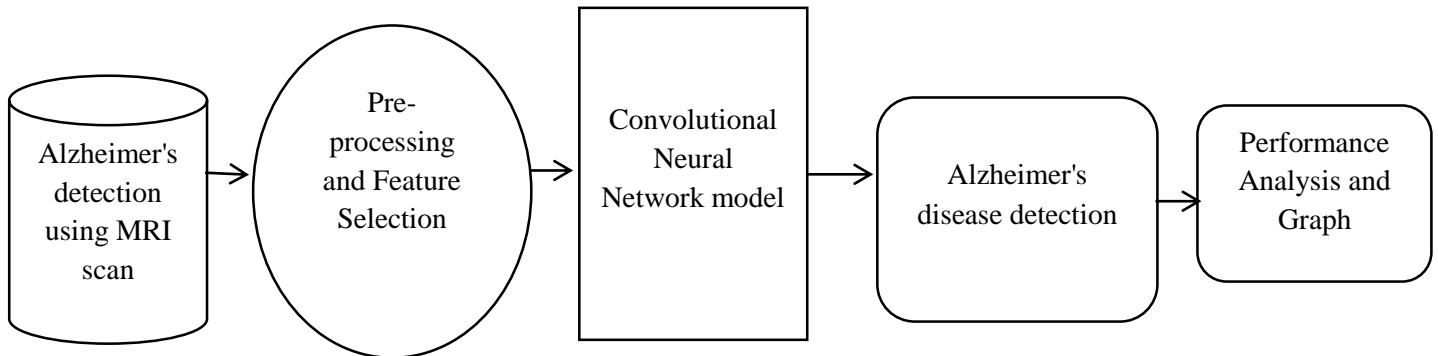 Alzheimer's
detection
using MRI
scan
Pre-
processing
and Feature
Selection
Convolutional
Neural
Network model
Alzheimer's
disease detection
Performance
Analysis and
Graph